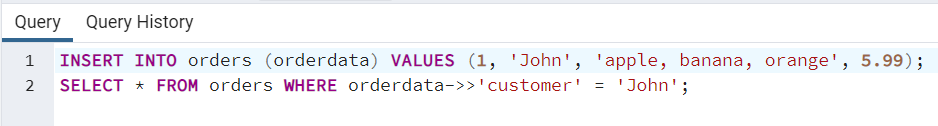 Query Query History
1 INSERT INTO orders (orderdata) VALUES (1, 'John', 'apple, banana, orange', 5.99);
2 SELECT * FROM orders WHERE orderdata->>'customer' = 'John';